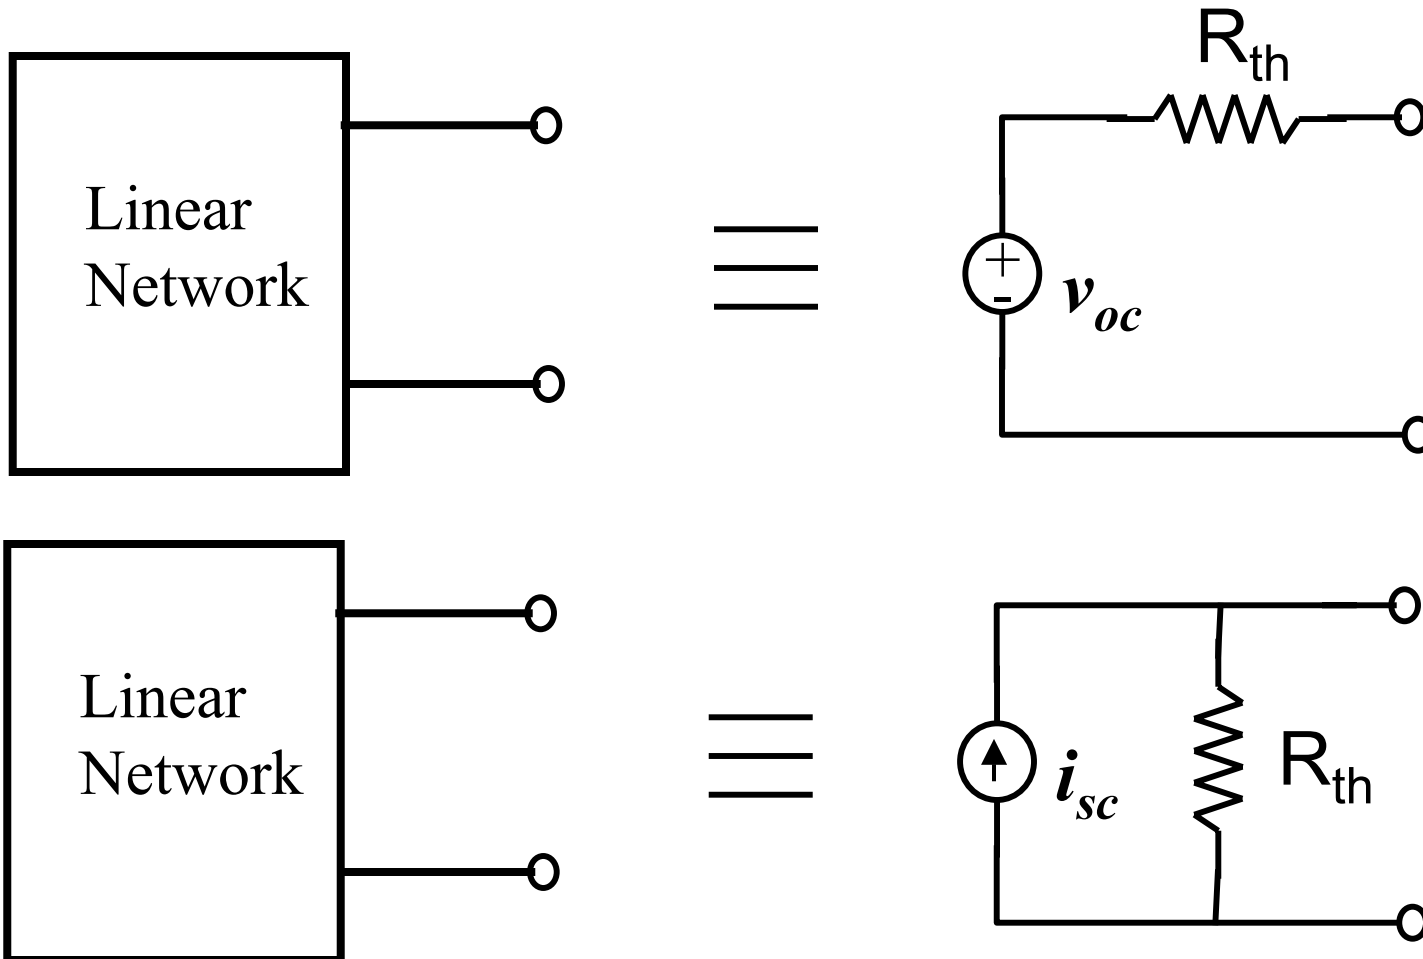 Linear
Network
R_th
+
-
v_oc
Linear
Network
i_sc
R_th